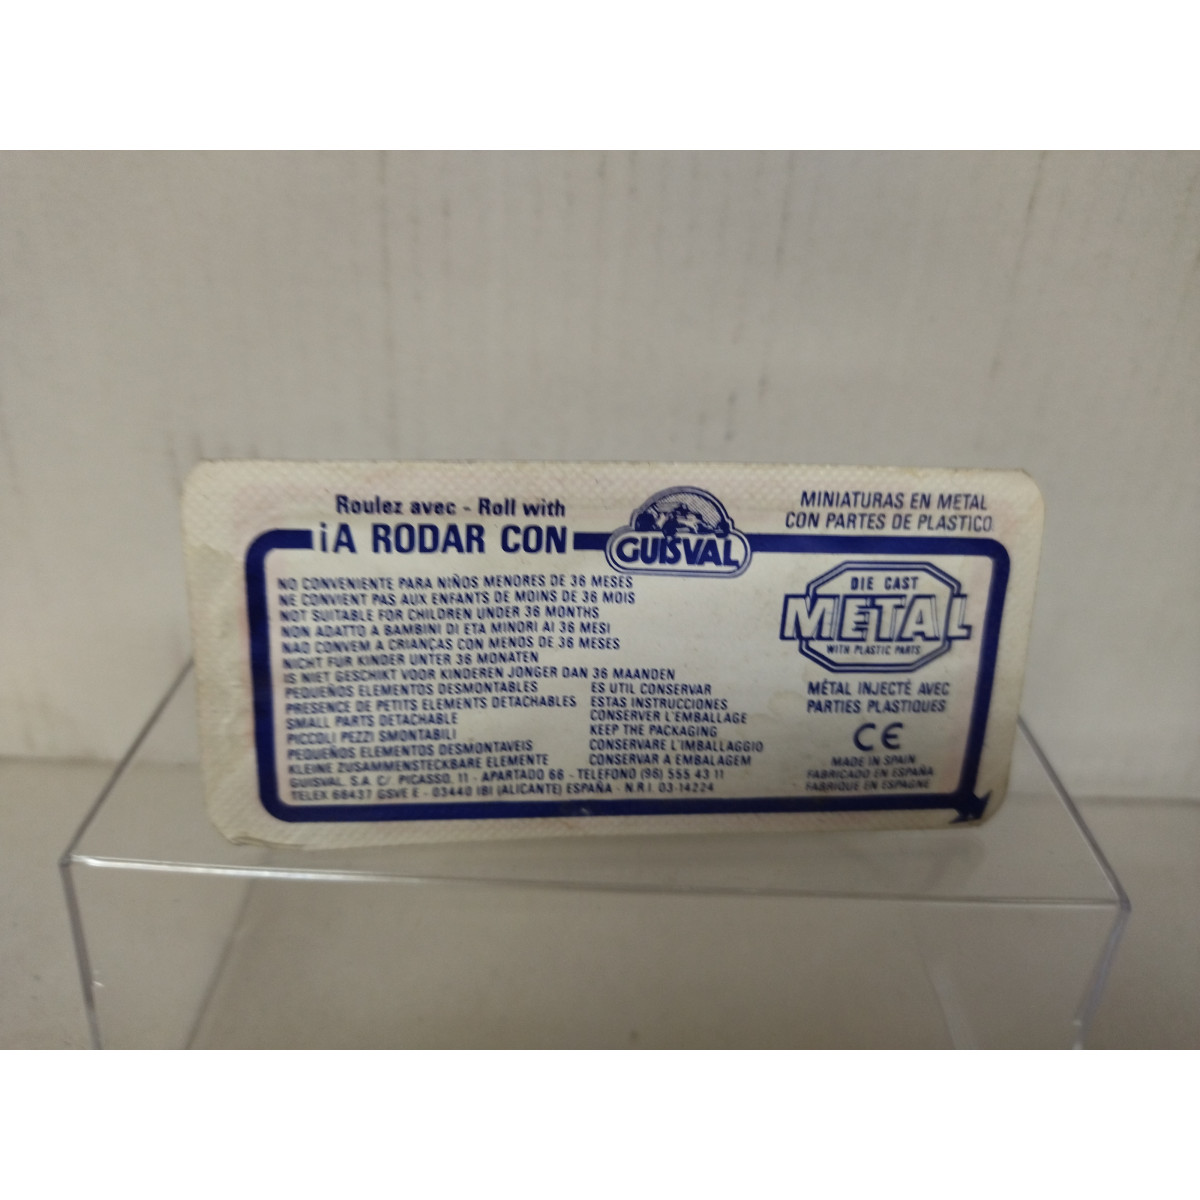 Roulez avec - Roll with
¡A RODAR CON
GUISVAL
MINIATURAS EN METAL
CON PARTES DE PLASTICO
NO CONVENIENTE PARA NIÑOS MENORES DE 36 MESES
NE CONVIENT PAS AUX ENFANTS DE MOINS DE 36 MOIS
NOT SUITABLE FOR CHILDREN UNDER 36 MONTHS
NON ADATTO A BAMBINI DI ETA MINORI AI 36 MESI
NAO CONVEM A CRIANÇAS COM MENOS DE 36 MESES
NICHT FUR KINDER UNTER 36 MONATEN
IS NIET GESCHIKT VOOR KINDEREN JONGER DAN 36 MAANDEN
PEQUEÑOS ELEMENTOS DESMONTABLES
PRESENCE DE PETITS ELEMENTS DETACHABLES
SMALL PARTS DETACHABLE
PICCOLI PEZZI SMONTABILI
PEQUEÑOS ELEMENTOS DESMONTAVEIS
KLEINE ZUSAMMENSTECKBARE ELEMENTE
ES UTIL CONSERVAR
ESTAS INSTRUCCIONES
CONSERVER L'EMBALLAGE
KEEP THE PACKAGING
CONSERVARE L'IMBALLAGGIO
CONSERVAR A EMBALAGEM
GUISVAL, S.A. C/ PICASSO, 11 - APARTADO 66 - TELEFONO (96) 555 43 11
TELEX 66437 GSVE E - 03440 IBI (ALICANTE) ESPAÑA - N.R.I. 03-14224
DIE CAST
METAL
WITH PLASTIC PARTS
MÉTAL INJECTÉ AVEC
PARTIES PLASTIQUES
CE
MADE IN SPAIN
FABRICADO EN ESPAÑA
FABRIQUE EN ESPAGNE